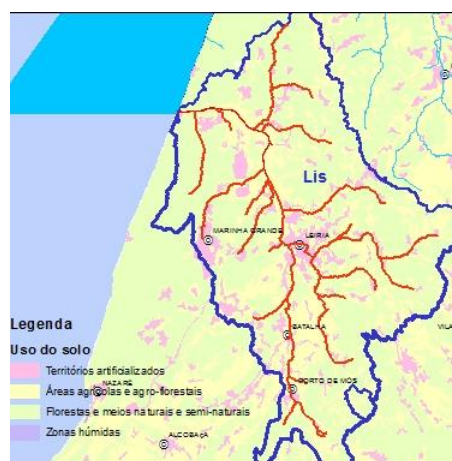 Lis
MARINHA GRANDE
LEIRIA
BATALHA
PORTO DE MÓS
Legenda
Uso do solo
Territórios artificializados
Áreas agrícolas e agro-florestais
NAZARÉ
Florestas e meios naturais e semi-naturais
Zonas húmidas
ALCOBAÇA